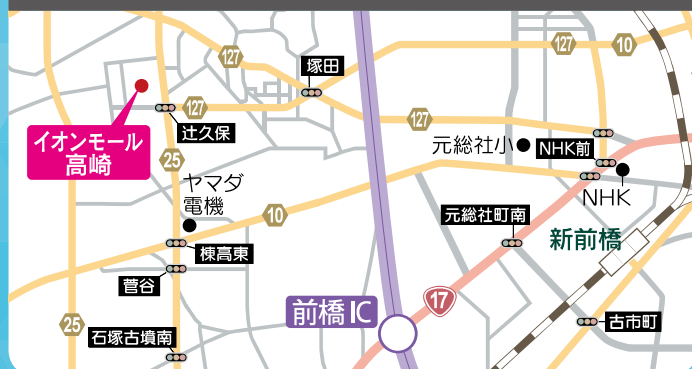 127
10
127
塚田
127
辻久保
127
イオンモール
高崎
25
元総社小
NHK前
ヤマダ
電機
NHK
10
元総社町南
棟高東
新前橋
菅谷
前橋IC
17
25
石塚古墳南
古市町